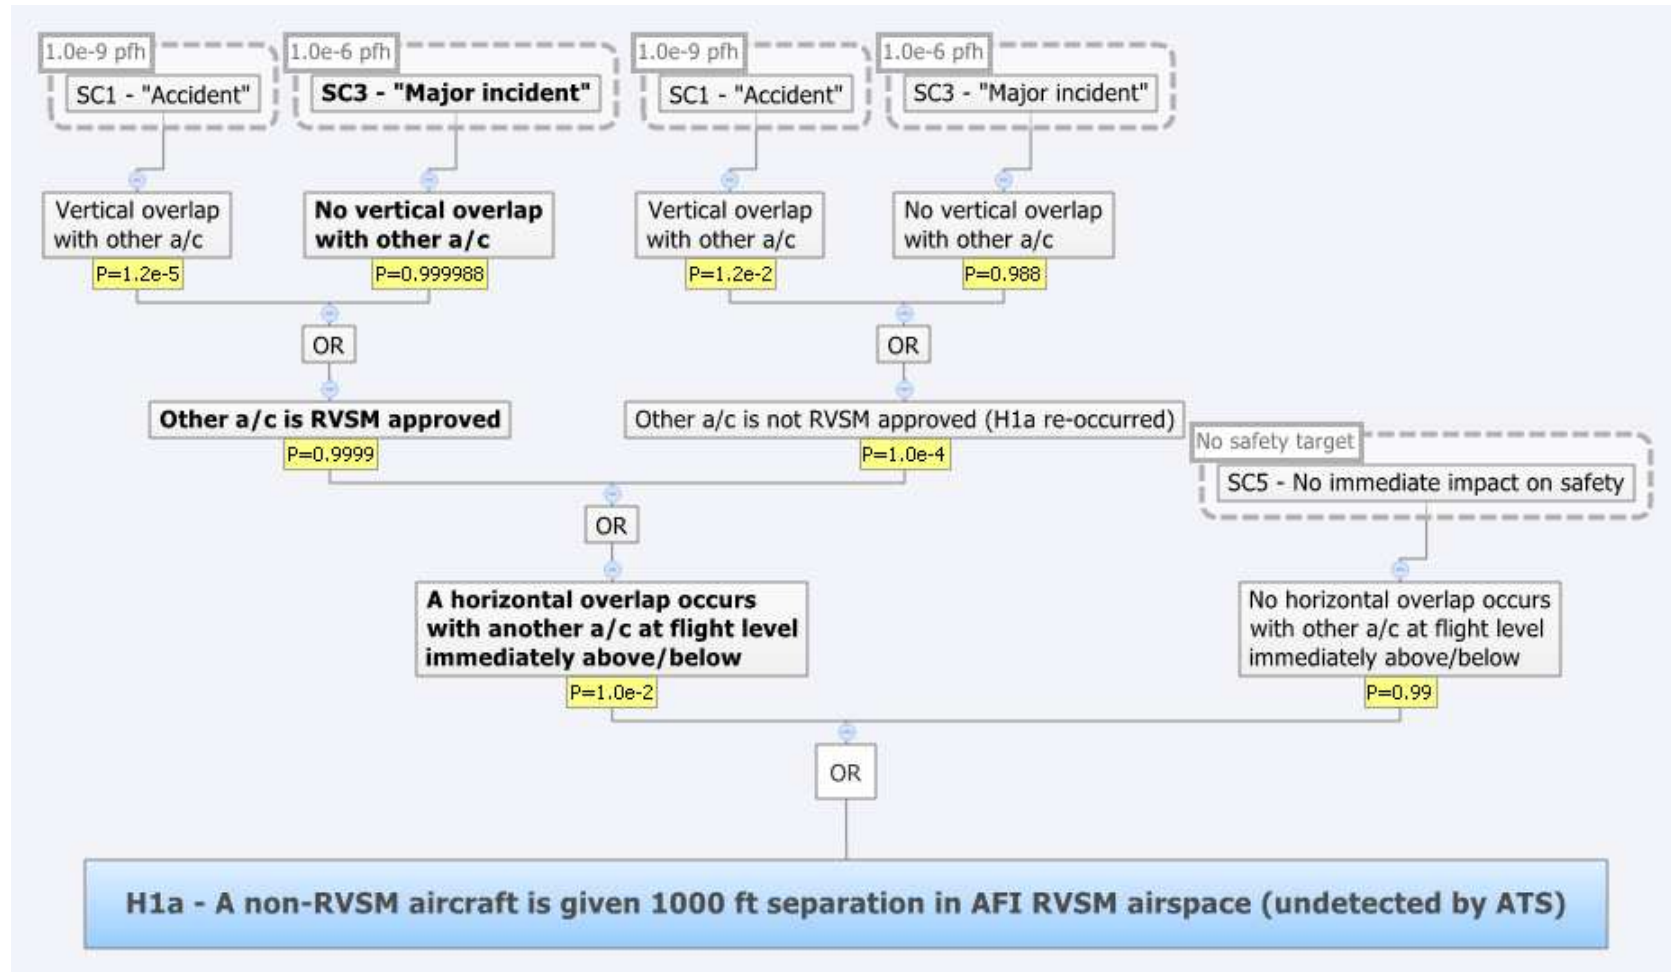 1.0e-9 pfh
SC1 - "Accident"
1.0e-6 pfh
SC3 - "Major incident"
1.0e-9 pfh
SC1 - "Accident"
1.0e-6 pfh
SC3 - "Major incident"
Vertical overlap
with other a/c
P=1.2e-5
No vertical overlap
with other a/c
P=0.999988
Vertical overlap
with other a/c
P=1.2e-2
No vertical overlap
with other a/c
P=0.988
OR
OR
Other a/c is RVSM approved
P=0.9999
Other a/c is not RVSM approved (H1a re-occurred)
P=1.0e-4
No safety target
SC5 - No immediate impact on safety
OR
A horizontal overlap occurs
with another a/c at flight level
immediately above/below
P=1.0e-2
No horizontal overlap occurs
with other a/c at flight level
immediately above/below
P=0.99
OR
H1a - A non-RVSM aircraft is given 1000 ft separation in AFI RVSM airspace (undetected by ATS)